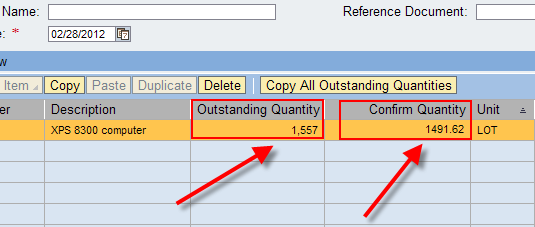 Name: Reference Document:
e: * 02/28/2012
w
Item Copy Paste Duplicate Delete Copy All Outstanding Quantities
er Description Outstanding Quantity Confirm Quantity Unit
XPS 8300 computer 1,557 1491.62 LOT